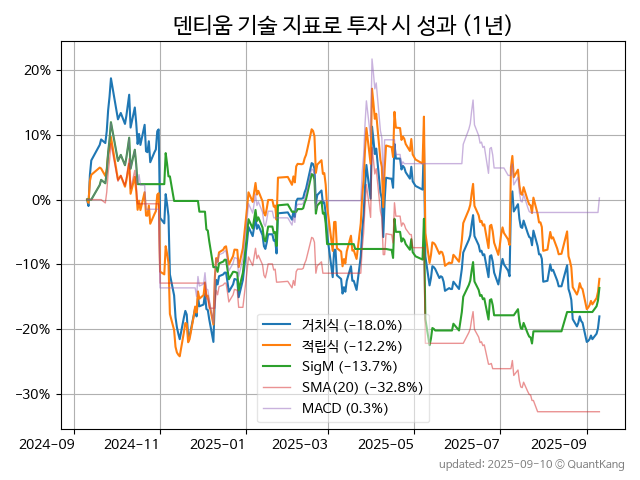 덴티움 기술 지표로 투자 시 성과 (1년)
20%
10%
0%
−10%
−20%
−30%
거치식 (−18.0%)
적립식 (−12.2%)
SigM (−13.7%)
SMA(20) (−32.8%)
MACD (0.3%)
2024-09
2024-11
2025-01
2025-03
2025-05
2025-07
2025-09
updated: 2025-09-10 © QuantKang